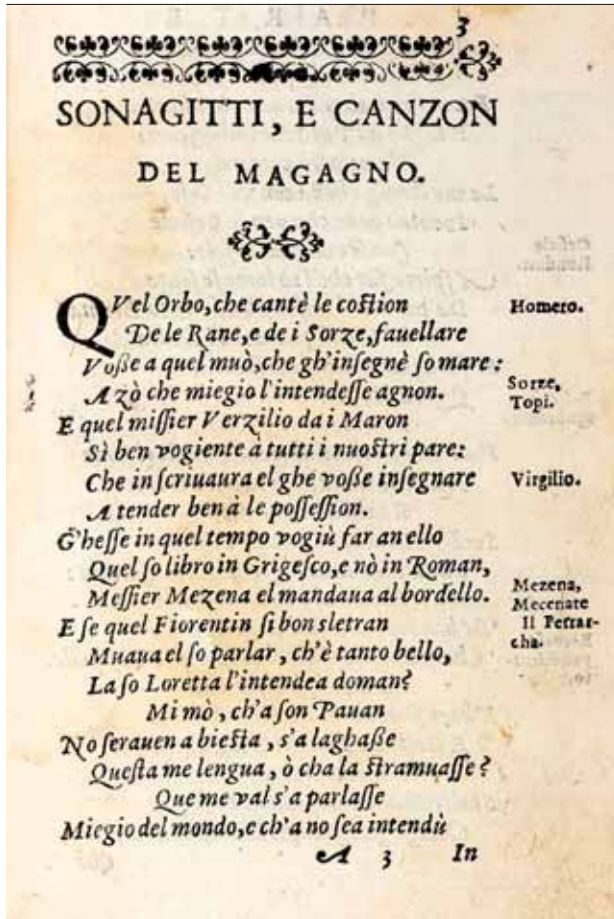 3
SONAGITTI, E CANZON
DEL MAGAGNO.
QVel Orbo, che cantè le coſtion
De le Rane, e de i Sorze, fauellare
Voße a quel muò, che gh'inſegnè ſo mare:
A zò che miegio l'intendeſſe agnon.
E quel miſſier Verzilio da i Maron
Sì ben vogiente à tutti i nuoſtri pare:
Che in ſcriuaura el ghe voße inſegnare
A tender ben à le poſſeſſion.
G'heſſe in quel tempo vogiù far anello
Quel ſo libro in Grigeſco, e nò in Roman,
Meſſier Mezena el mandaua al bordello.
E ſe quel Fiorentin ſi bon sletran
Muaua el ſo parlar, ch'è tanto bello,
La ſo Loretta l'intendea doman?
Mi mò, ch'a ſon Pauan
No ſerauen a bieſta, s'a laghaße
Queſta me lengua, ò cha la ſtramuaſſe?
Que me val s'a parlaſſe
Miegio del mondo, e ch'a no ſea intendù
A 3 In
Homero.
Sorze,
Topi.
Virgilio.
Mezena,
Mecenate
Il Petrar-
cha.